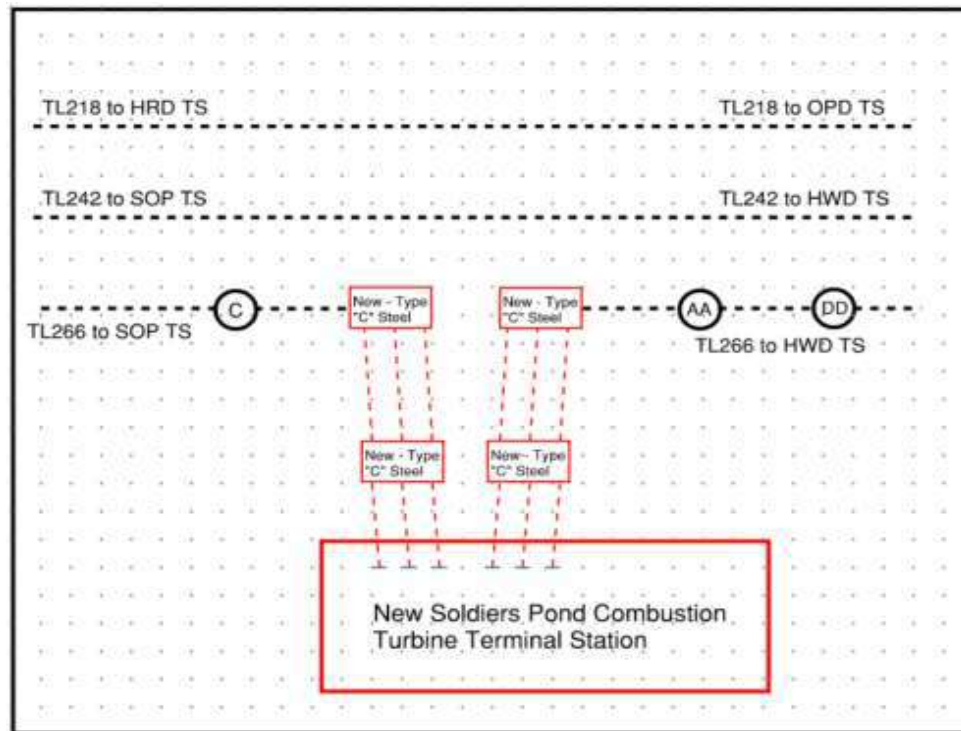 TL218 to HRD TS
TL218 to OPD TS
TL242 to SOP TS
TL242 to HWD TS
New - Type
"C" Steel
New - Type
"C" Steel
C
AA
DD
TL266 to SOP TS
TL266 to HWD TS
New - Type
"C" Steel
New - Type
"C" Steel
New Soldiers Pond Combustion
Turbine Terminal Station